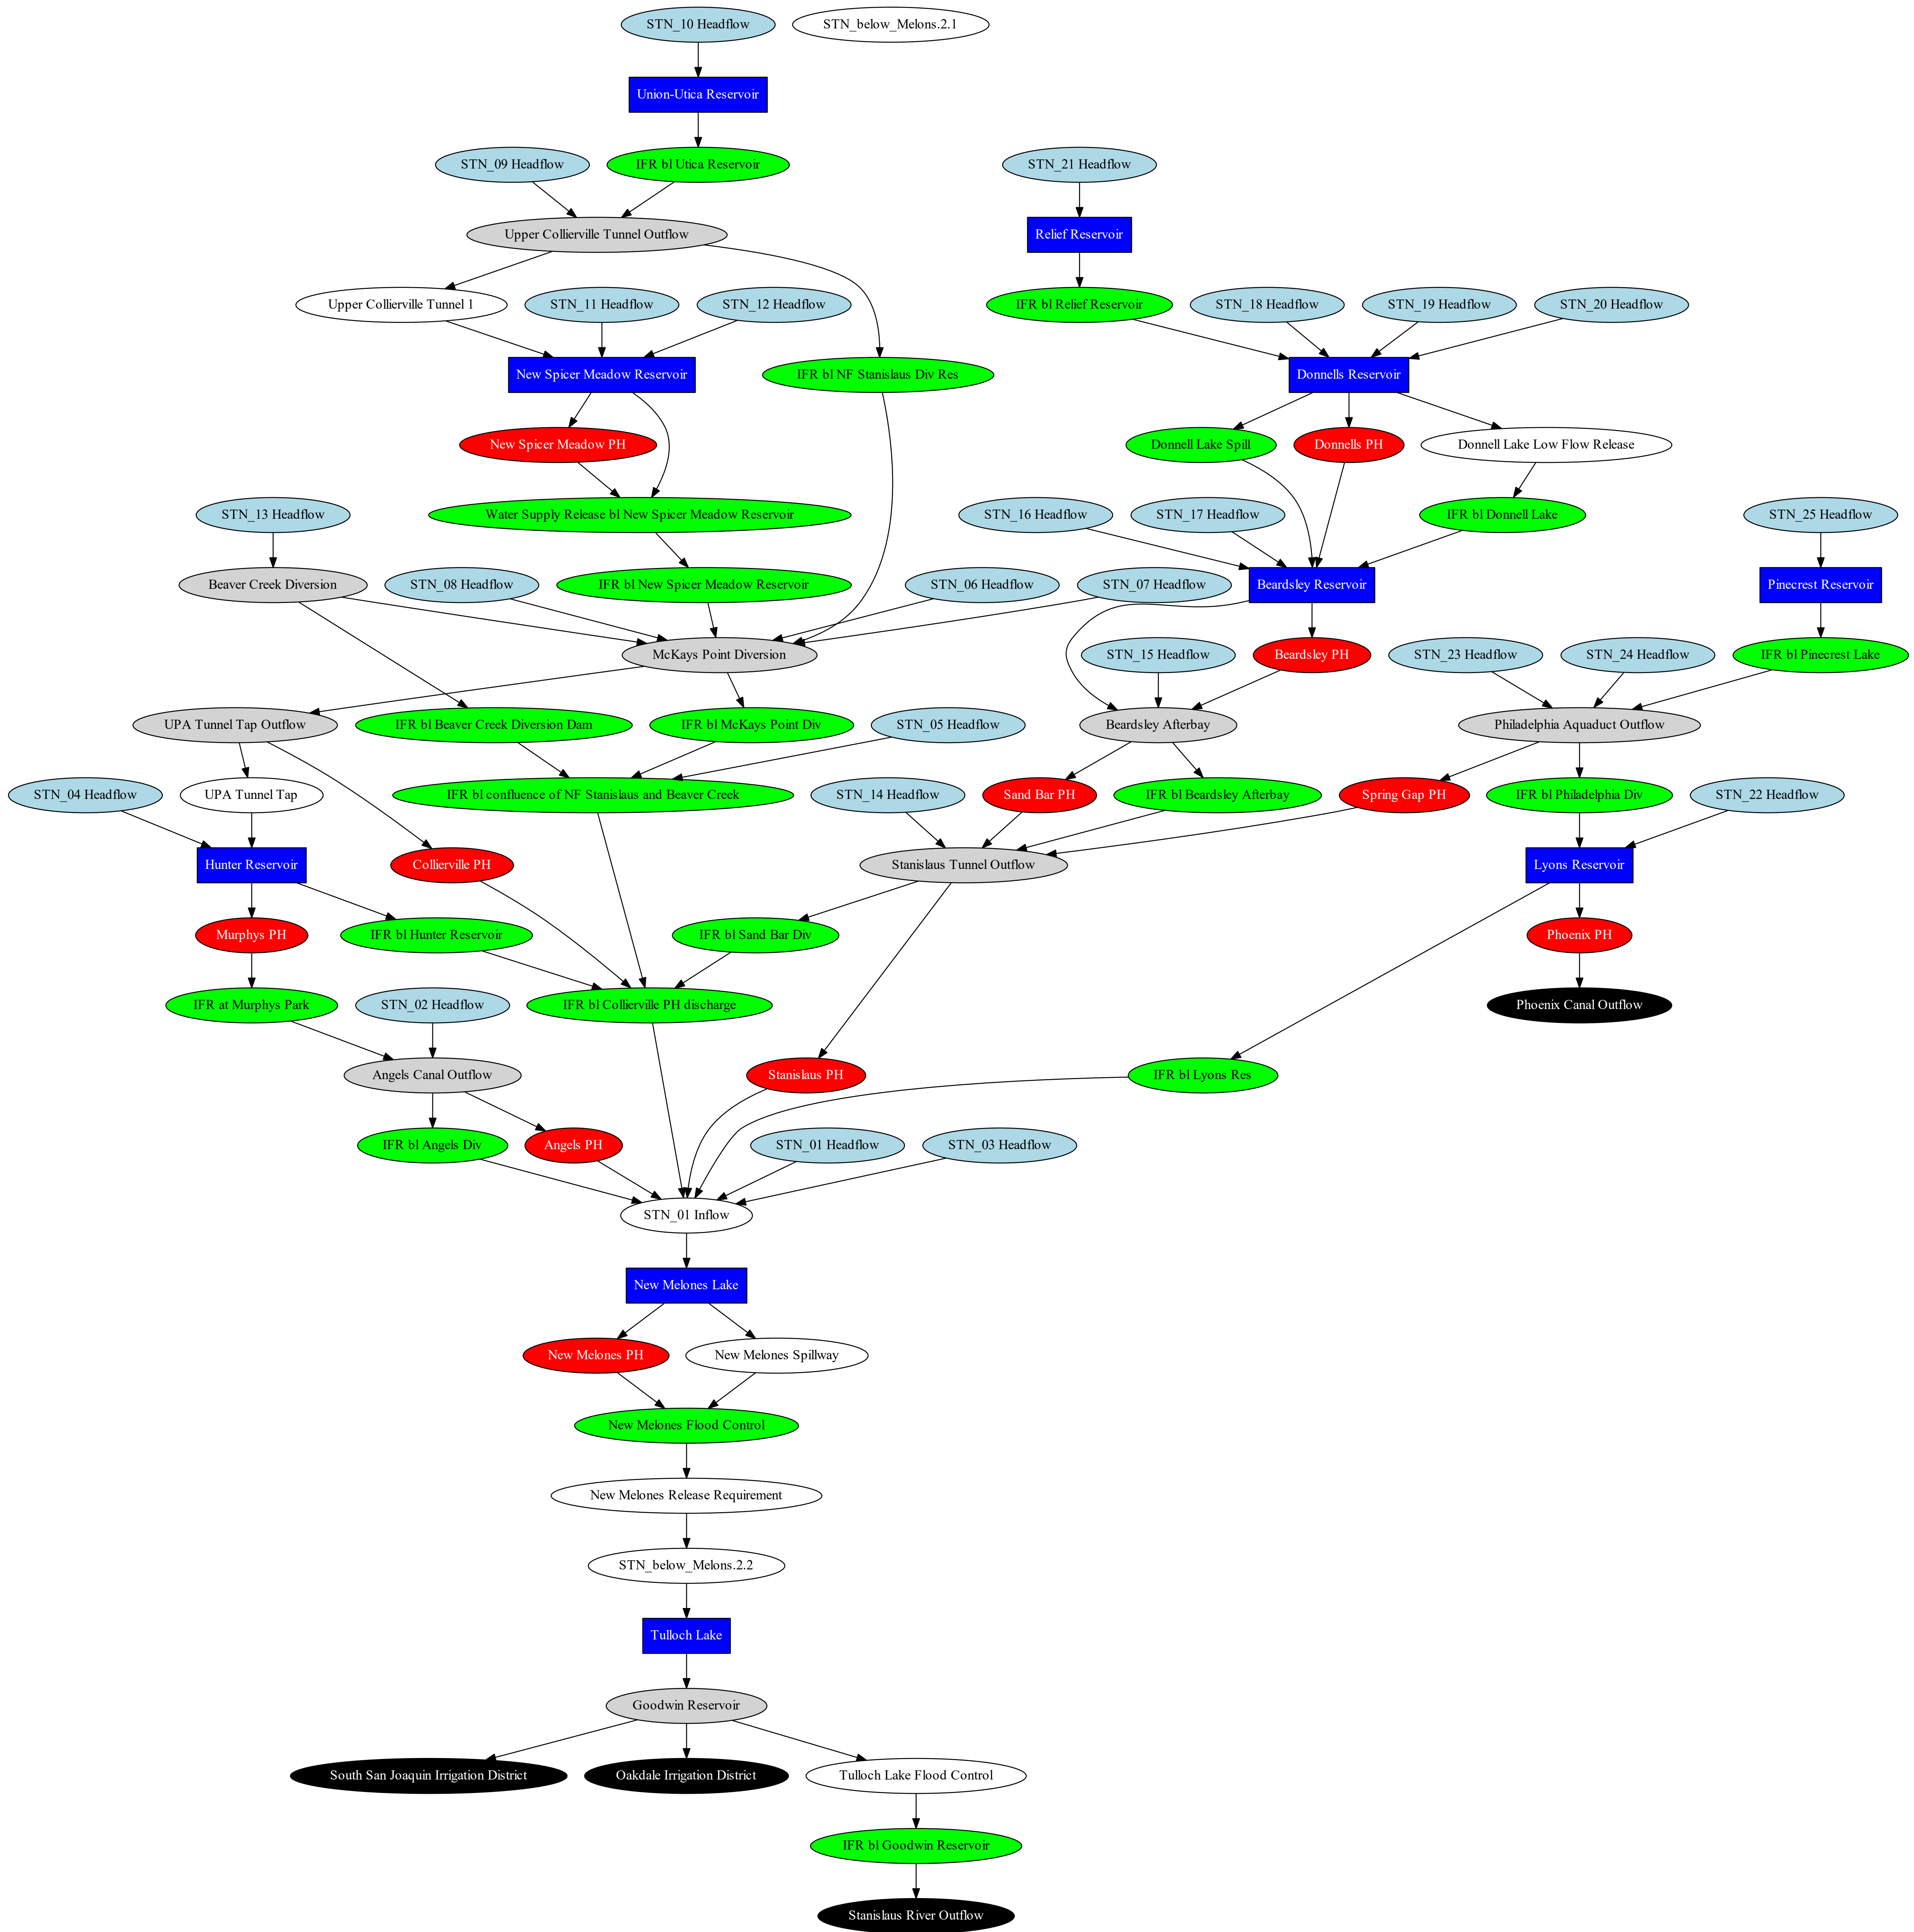 STN_10 Headflow
STN_below_Melons.2.1
Union-Utica Reservoir
STN_09 Headflow
IFR bl Utica Reservoir
STN_21 Headflow
Upper Collierville Tunnel Outflow
Relief Reservoir
Upper Collierville Tunnel 1
STN_11 Headflow
STN_12 Headflow
IFR bl Relief Reservoir
STN_18 Headflow
STN_19 Headflow
STN_20 Headflow
New Spicer Meadow Reservoir
IFR bl NF Stanislaus Div Res
Donnells Reservoir
New Spicer Meadow PH
Donnell Lake Spill
Donnells PH
Donnell Lake Low Flow Release
STN_13 Headflow
Water Supply Release bl New Spicer Meadow Reservoir
STN_16 Headflow
STN_17 Headflow
IFR bl Donnell Lake
STN_25 Headflow
Beaver Creek Diversion
STN_08 Headflow
IFR bl New Spicer Meadow Reservoir
STN_06 Headflow
STN_07 Headflow
Beardsley Reservoir
Pinecrest Reservoir
McKays Point Diversion
STN_15 Headflow
Beardsley PH
STN_23 Headflow
STN_24 Headflow
IFR bl Pinecrest Lake
UPA Tunnel Tap Outflow
IFR bl Beaver Creek Diversion Dam
IFR bl McKays Point Div
STN_05 Headflow
Beardsley Afterbay
Philadelphia Aquaduct Outflow
STN_04 Headflow
UPA Tunnel Tap
IFR bl confluence of NF Stanislaus and Beaver Creek
STN_14 Headflow
Sand Bar PH
IFR bl Beardsley Afterbay
Spring Gap PH
IFR bl Philadelphia Div
STN_22 Headflow
Hunter Reservoir
Collierville PH
Stanislaus Tunnel Outflow
Lyons Reservoir
Murphys PH
IFR bl Hunter Reservoir
IFR bl Sand Bar Div
Phoenix PH
IFR at Murphys Park
STN_02 Headflow
IFR bl Collierville PH discharge
Phoenix Canal Outflow
Angels Canal Outflow
Stanislaus PH
IFR bl Lyons Res
IFR bl Angels Div
Angels PH
STN_01 Headflow
STN_03 Headflow
STN_01 Inflow
New Melones Lake
New Melones PH
New Melones Spillway
New Melones Flood Control
New Melones Release Requirement
STN_below_Melons.2.2
Tulloch Lake
Goodwin Reservoir
South San Joaquin Irrigation District
Oakdale Irrigation District
Tulloch Lake Flood Control
IFR bl Goodwin Reservoir
Stanislaus River Outflow